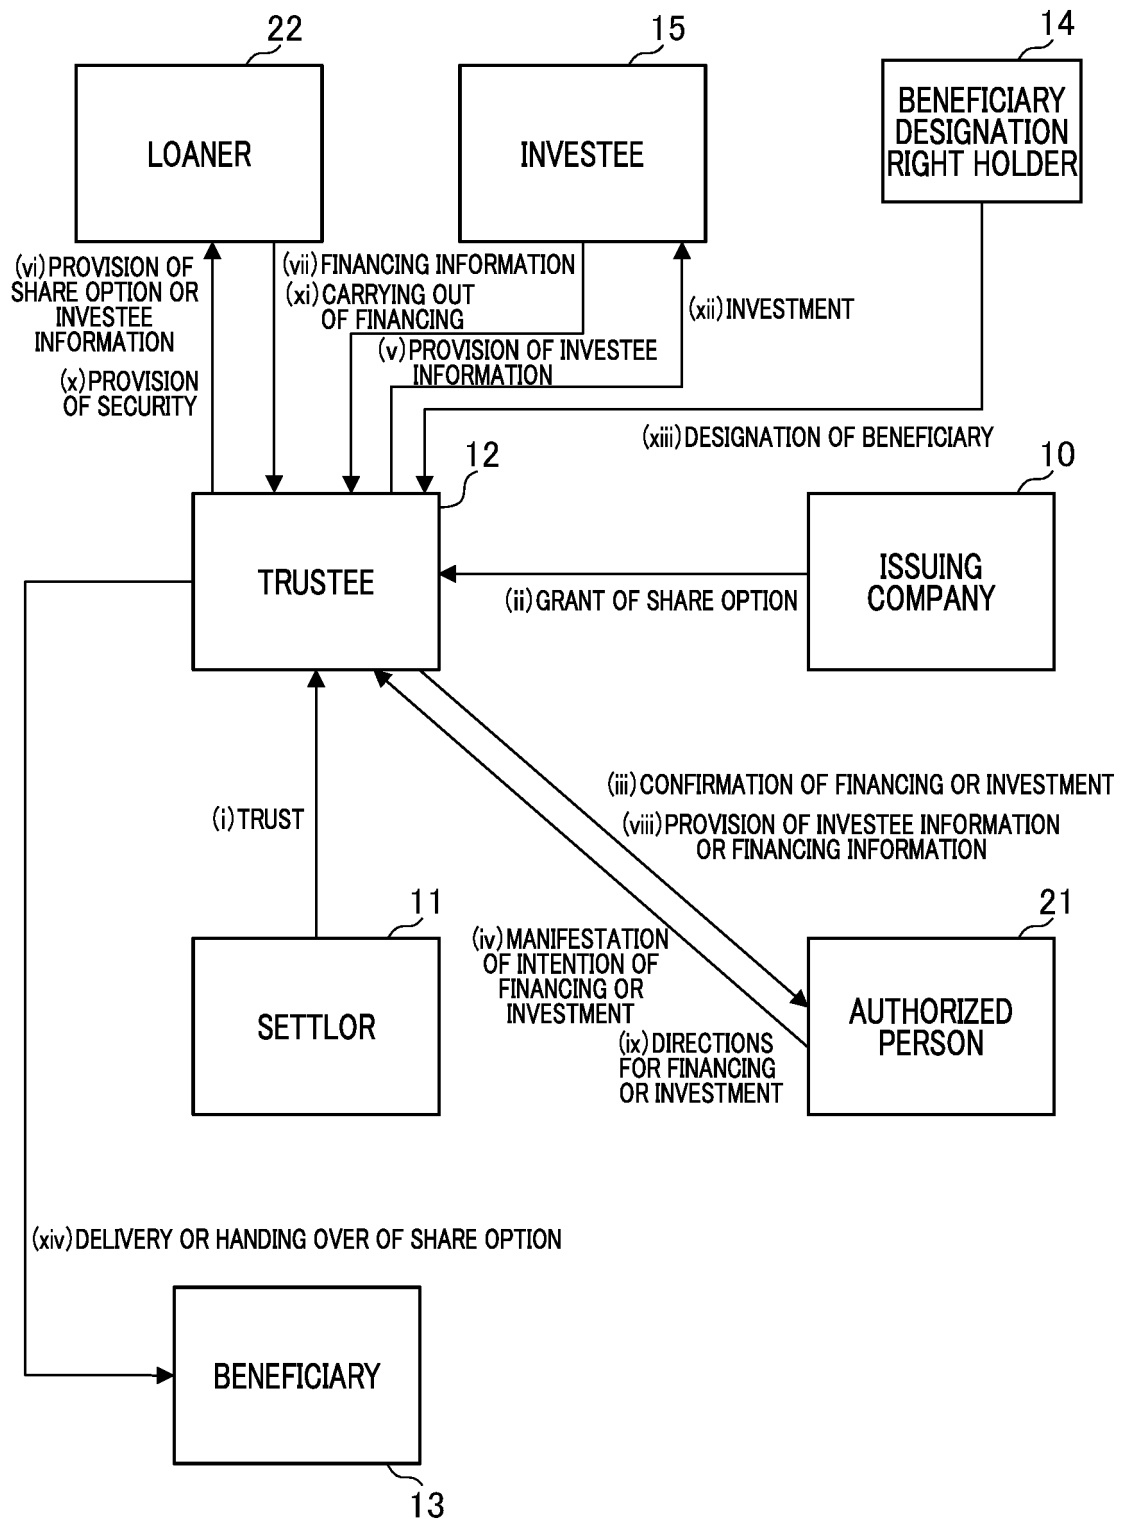 22
15
14
LOANER
INVESTEE
BENEFICIARY
DESIGNATION
RIGHT HOLDER
(vi) PROVISION OF
SHARE OPTION OR
INVESTEE
INFORMATION
(x) PROVISION
OF SECURITY
(vii) FINANCING INFORMATION
(xi) CARRYING OUT
OF FINANCING
(v) PROVISION OF INVESTEE
INFORMATION
(xii) INVESTMENT
(xiii) DESIGNATION OF BENEFICIARY
12
10
TRUSTEE
ISSUING
COMPANY
(ii) GRANT OF SHARE OPTION
(i) TRUST
(iii) CONFIRMATION OF FINANCING OR INVESTMENT
(viii) PROVISION OF INVESTEE INFORMATION
OR FINANCING INFORMATION
11
21
(iv) MANIFESTATION
OF INTENTION OF
FINANCING OR
INVESTMENT
SETTLOR
AUTHORIZED
PERSON
(ix) DIRECTIONS
FOR FINANCING
OR INVESTMENT
(xiv) DELIVERY OR HANDING OVER OF SHARE OPTION
BENEFICIARY
13